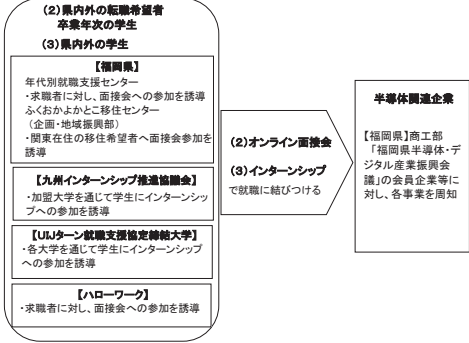 (2)県内外の転職希望者
卒業年次の学生
(3)県内外の学生
【福岡県】
年代別就職支援センター
・求職者に対し、面接会への参加を誘導
ふくおかよかとこ移住センター
(企画・地域振興部)
・関東在住の移住希望者へ面接会参加を
誘導
【九州インターンシップ推進協議会】
・加盟大学を通じて学生にインターンシッ
プへの参加を誘導
【UIJターン就職支援協定締結大学】
・各大学を通じて学生にインターンシップ
への参加を誘導
【ハローワーク】
・求職者に対し、面接会への参加を誘導
(2)オンライン面接会
(3)インターンシップ
で就職に結びつける
半導体関連企業
【福岡県】商工部
「福岡県半導体・デ
ジタル産業振興会
議」の会員企業等に
対し、各事業を周知